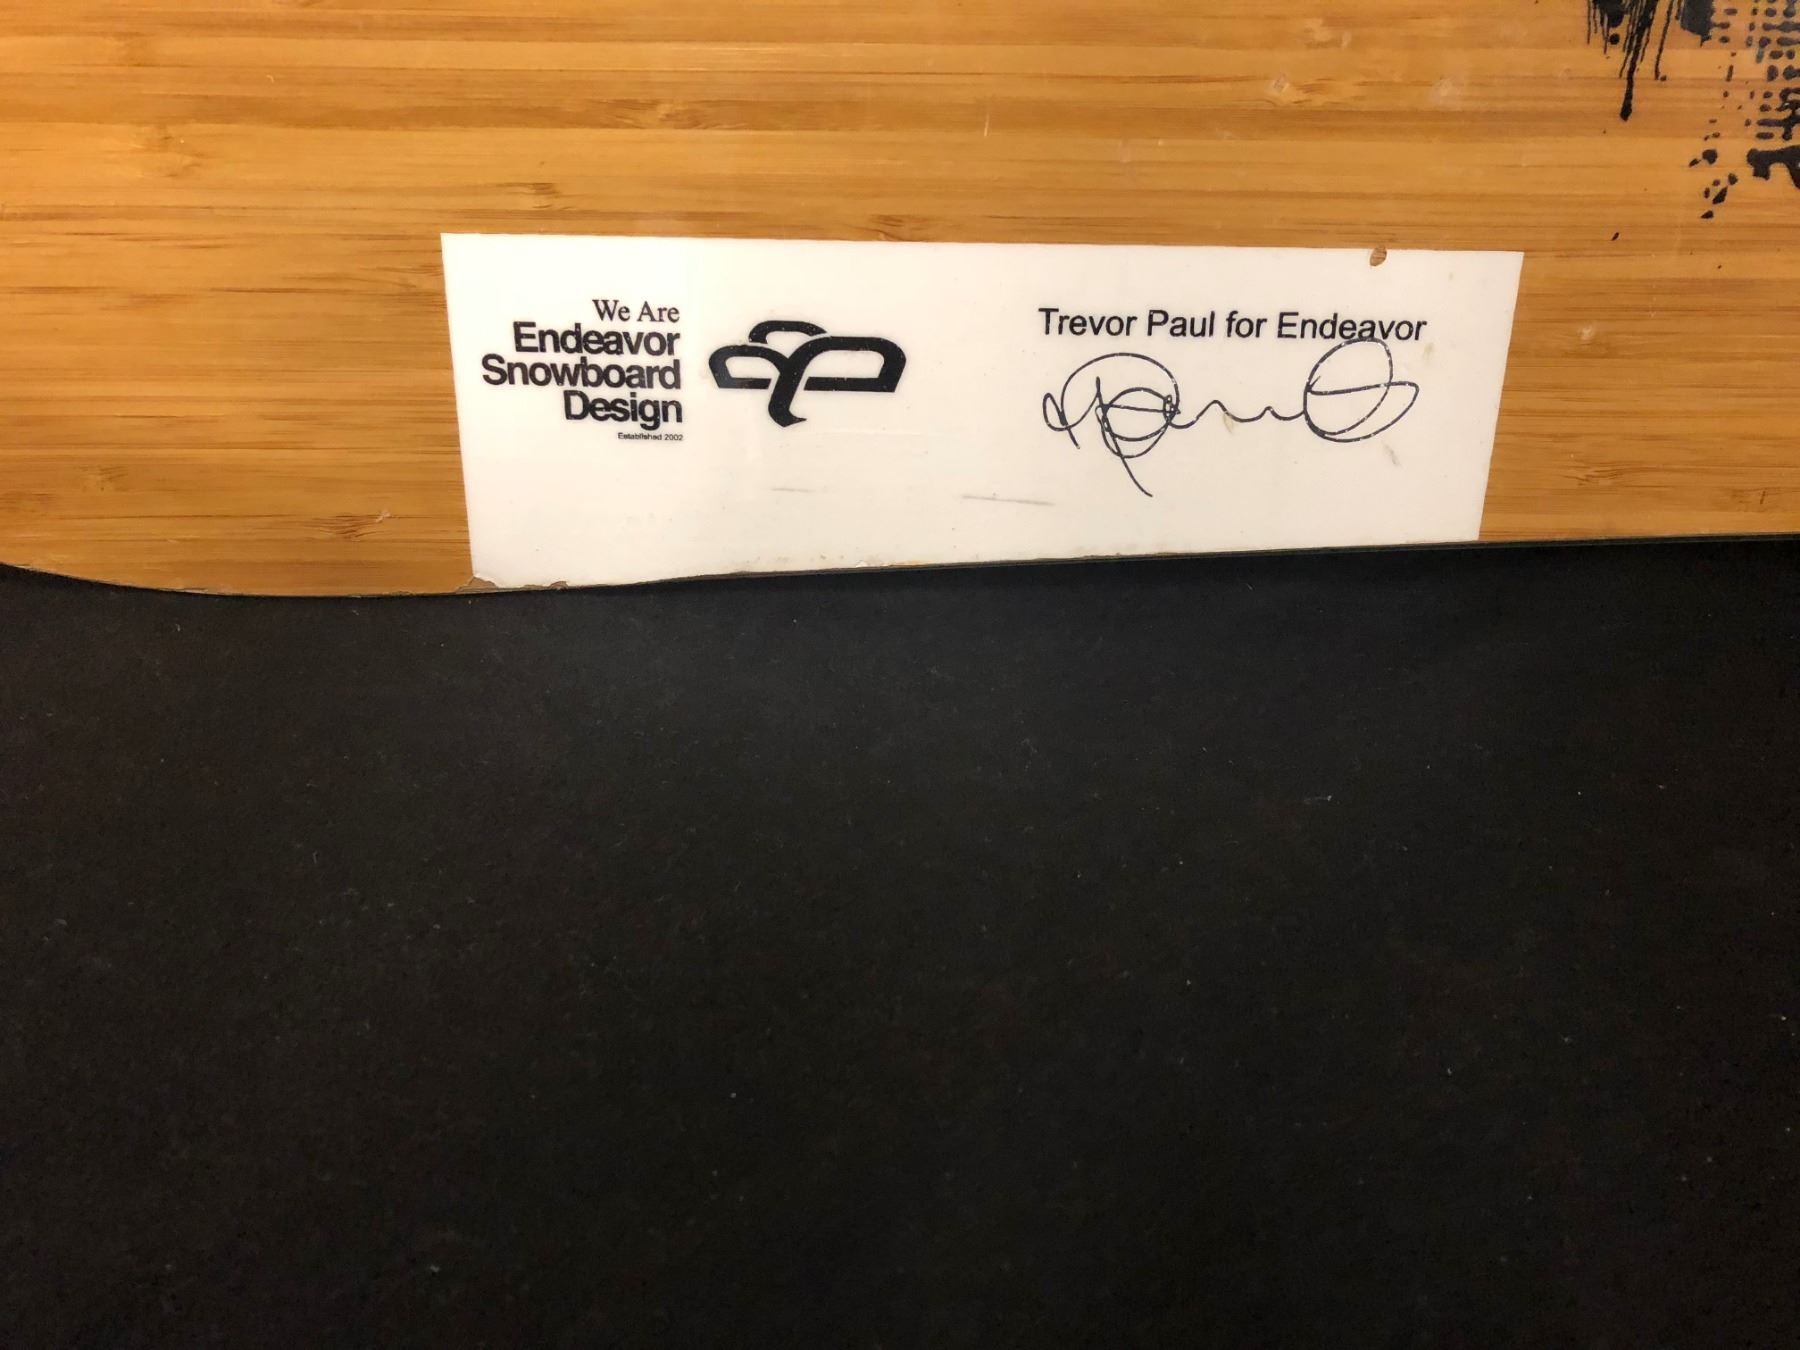 We Are
Endeavor
Snowboard
Design
Established 2002
Trevor Paul for Endeavor